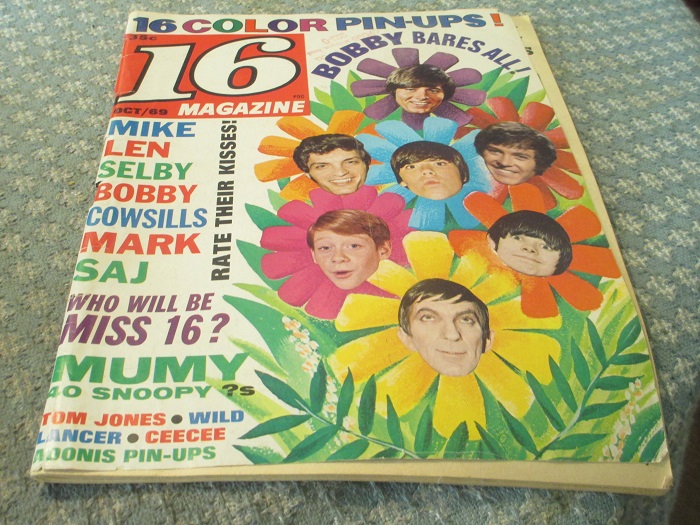 16 COLOR PIN-UPS!
35c
16
MAGAZINE
OCT/69
BOBBY BARES ALL!
MIKE
LEN
SELBY
BOBBY
COWSILLS
MARK
SAJ
RATE THEIR KISSES!
WHO WILL BE
MISS 16?
MUMY
40 SNOOPY ?s
TOM JONES • WILD
LANCER • CEECEE
ADONIS PIN-UPS